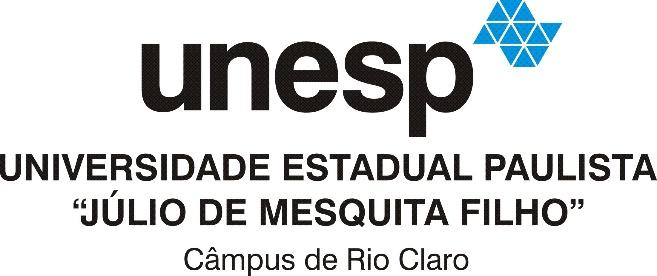 unesp
UNIVERSIDADE ESTADUAL PAULISTA
“JÚLIO DE MESQUITA FILHO”
Câmpus de Rio Claro